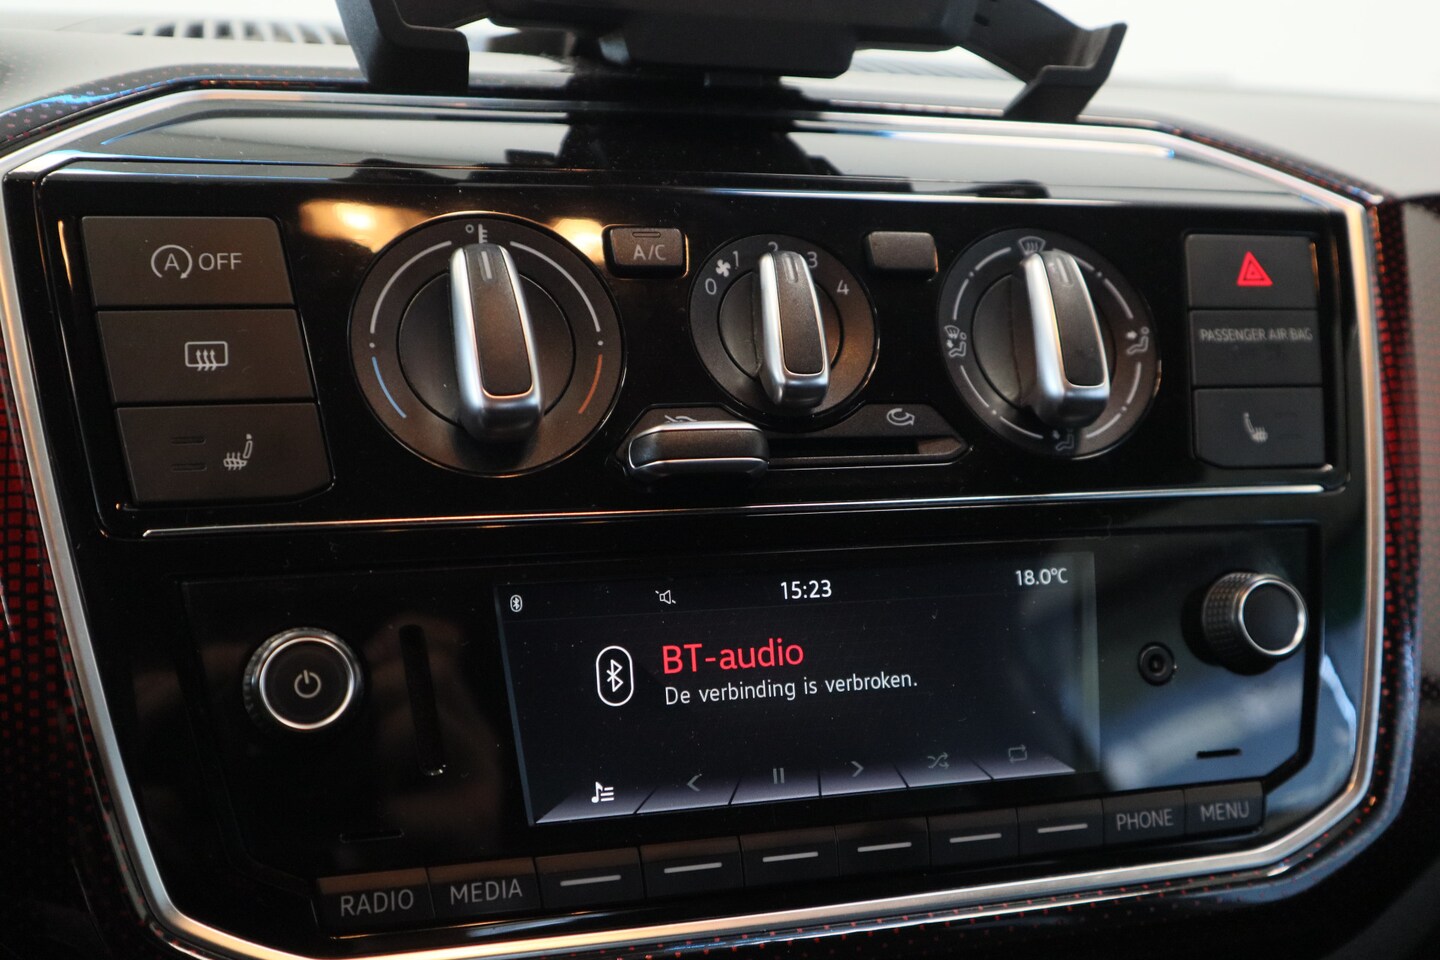 A OFF
A/C
0 1 2 3 4
PASSENGER AIR BAG
15:23
18.0°C
BT-audio
De verbinding is verbroken.
RADIO
MEDIA
PHONE
MENU